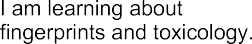 I am learning about
fingerprints and toxicology.